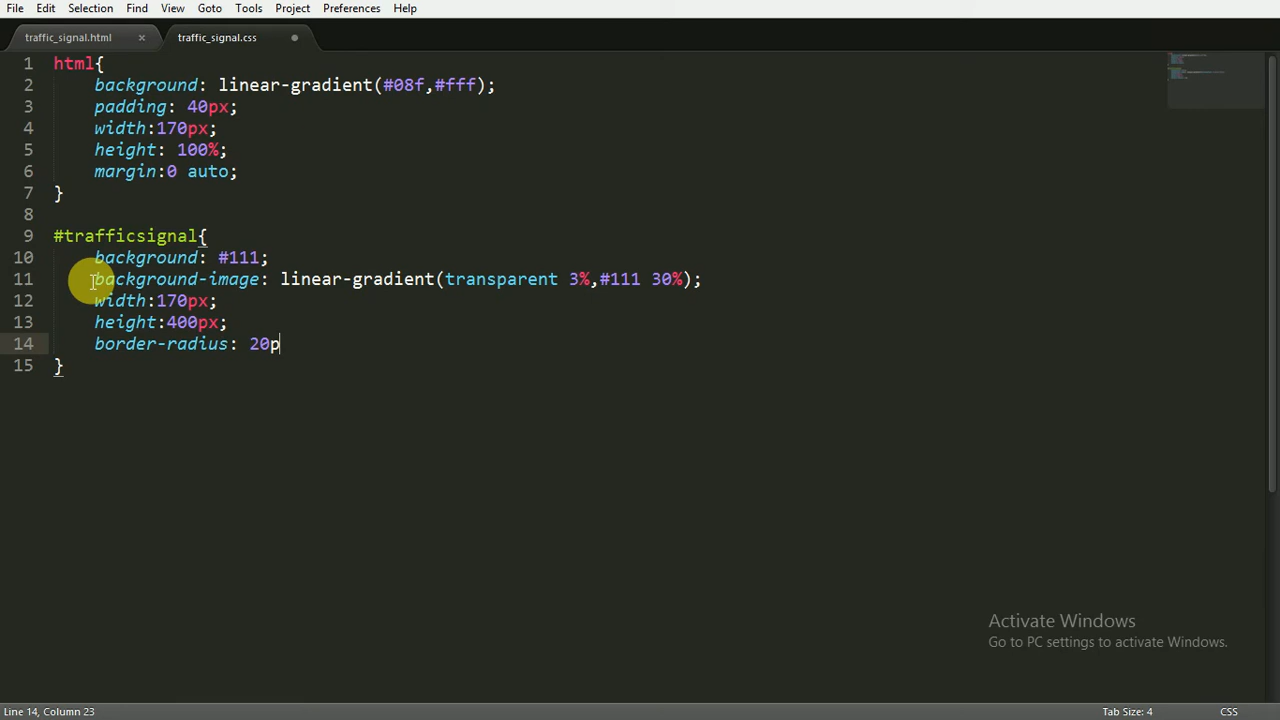 File Edit Selection Find View Goto Tools Project Preferences Help
traffic_signal.html × traffic_signal.css
1 html{
2 background: linear-gradient(#08f,#fff);
3 padding: 40px;
4 width:170px;
5 height: 100%;
6 margin:0 auto;
7 }
8
9 #trafficsignal{
10 background: #111;
11 background-image: linear-gradient(transparent 3%,#111 30%);
12 width:170px;
13 height:400px;
14 border-radius: 20p
15 }
Activate Windows
Go to PC settings to activate Windows.
Line 14, Column 23 Tab Size: 4 CSS